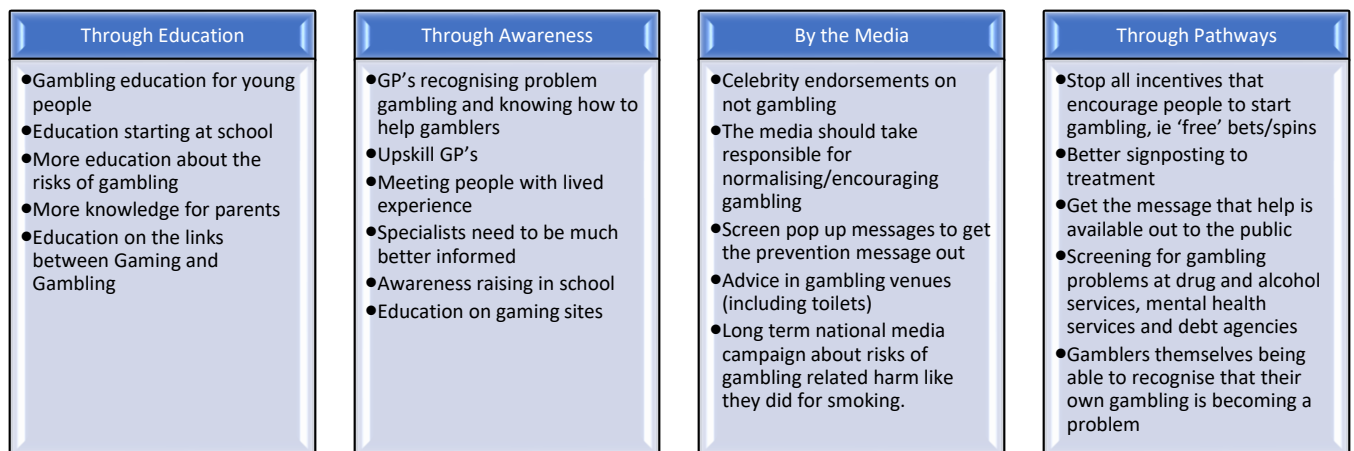 Through Education
●Gambling education for young
people
●Education starting at school
●More education about the
risks of gambling
●More knowledge for parents
●Education on the links
between Gaming and
Gambling
Through Awareness
●GP’s recognising problem
gambling and knowing how to
help gamblers
●Upskill GP’s
●Meeting people with lived
experience
●Specialists need to be much
better informed
●Awareness raising in school
●Education on gaming sites
By the Media
●Celebrity endorsements on
not gambling
●The media should take
responsible for
normalising/encouraging
gambling
●Screen pop up messages to get
the prevention message out
●Advice in gambling venues
(including toilets)
●Long term national media
campaign about risks of
gambling related harm like
they did for smoking.
Through Pathways
●Stop all incentives that
encourage people to start
gambling, ie ‘free’ bets/spins
●Better signposting to
treatment
●Get the message that help is
available out to the public
●Screening for gambling
problems at drug and alcohol
services, mental health
services and debt agencies
●Gamblers themselves being
able to recognise that their
own gambling is becoming a
problem